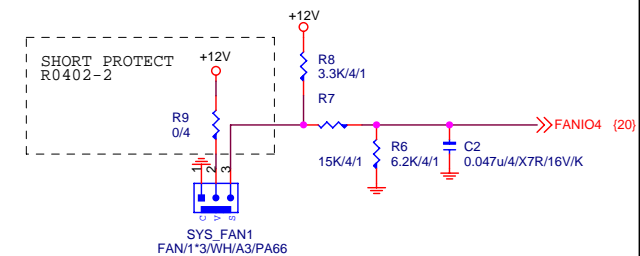 +12V
SHORT PROTECT
R0402-2
+12V
R8
3.3K/4/1
R7
R9
0/4
FANIO4 {20}
15K/4/1
R6
6.2K/4/1
C2
0.047u/4/X7R/16V/K
1
2
3
C
V
S
SYS_FAN1
FAN/1*3/WH/A3/PA66